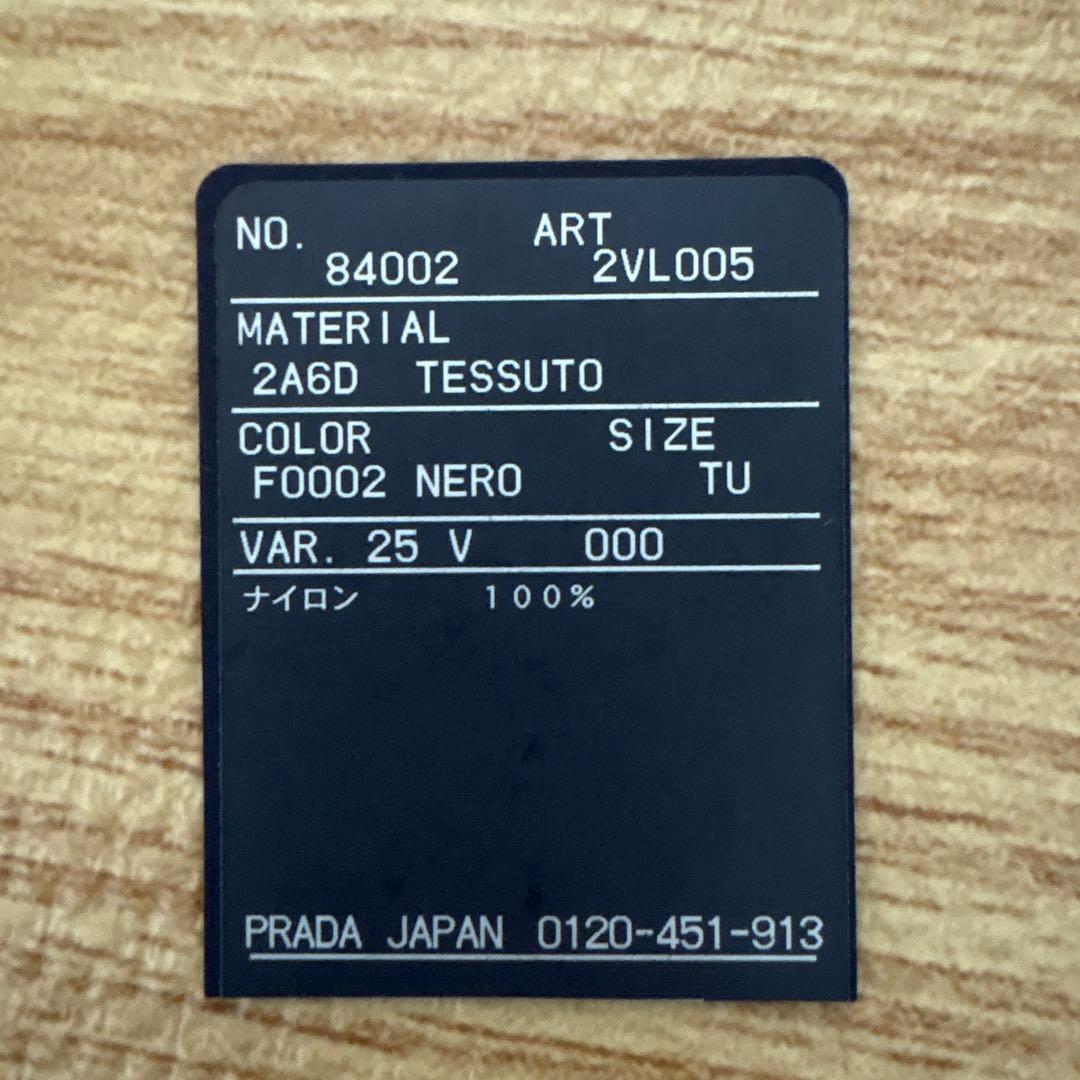 NO. ART
84002 2VL005
MATERIAL
2A6D TESSUTO
COLOR SIZE
F0002 NERO TU
VAR. 25 V 000
ナイロン 100%
PRADA JAPAN 0120-451-913